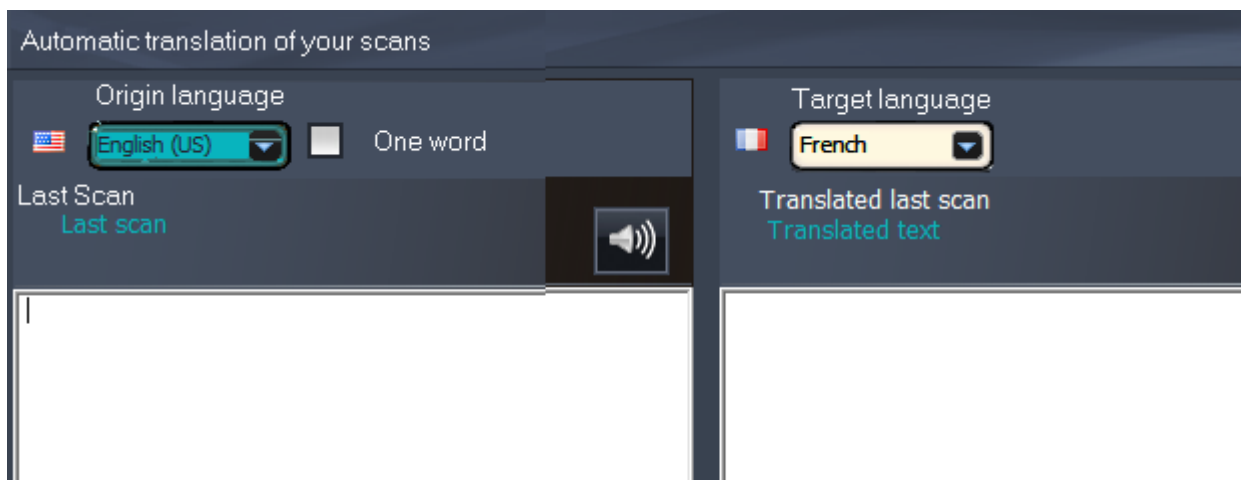 Automatic translation of your scans
Origin language
English (US)
One word
Last Scan
Last scan
Target language
French
Translated last scan
Translated text